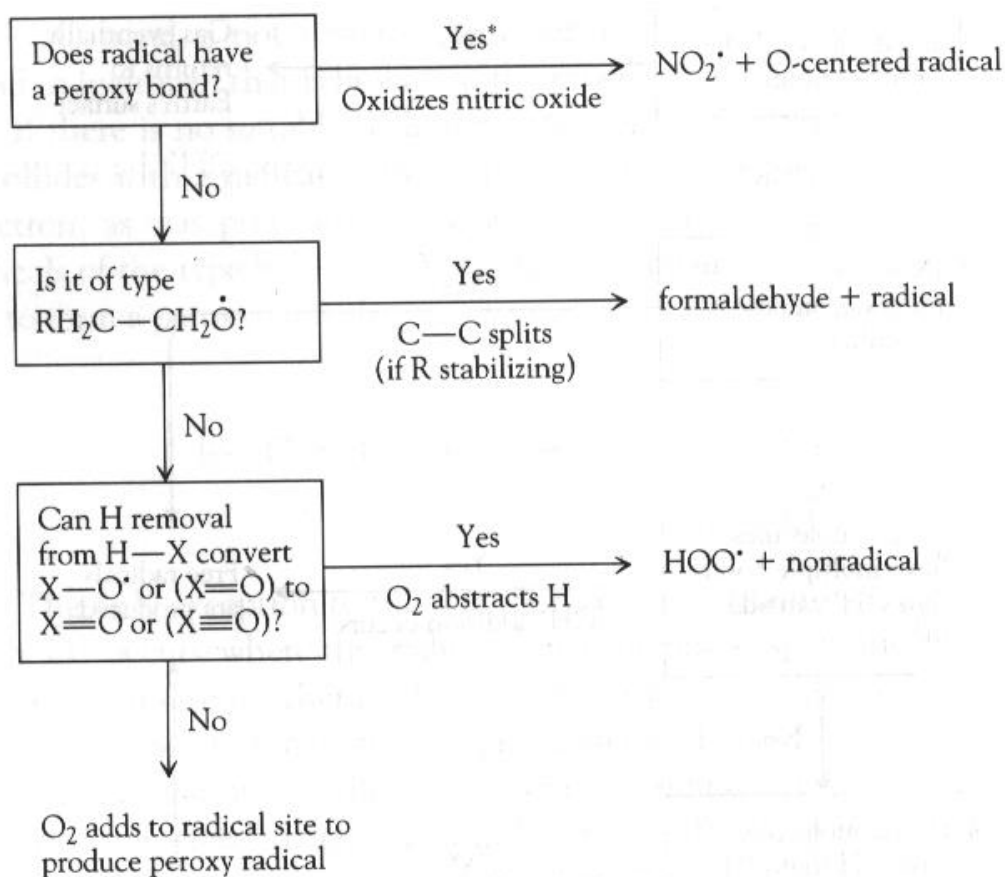 Does radical have
a peroxy bond?
Yes*
Oxidizes nitric oxide
NO₂˙ + O-centered radical
No
Is it of type
RH₂C—CH₂Ȯ?
Yes
C—C splits
(if R stabilizing)
formaldehyde + radical
No
Can H removal
from H—X convert
X—O˙ or (X=O) to
X=O or (X≡O)?
Yes
O₂ abstracts H
HOO˙ + nonradical
No
O₂ adds to radical site to
produce peroxy radical